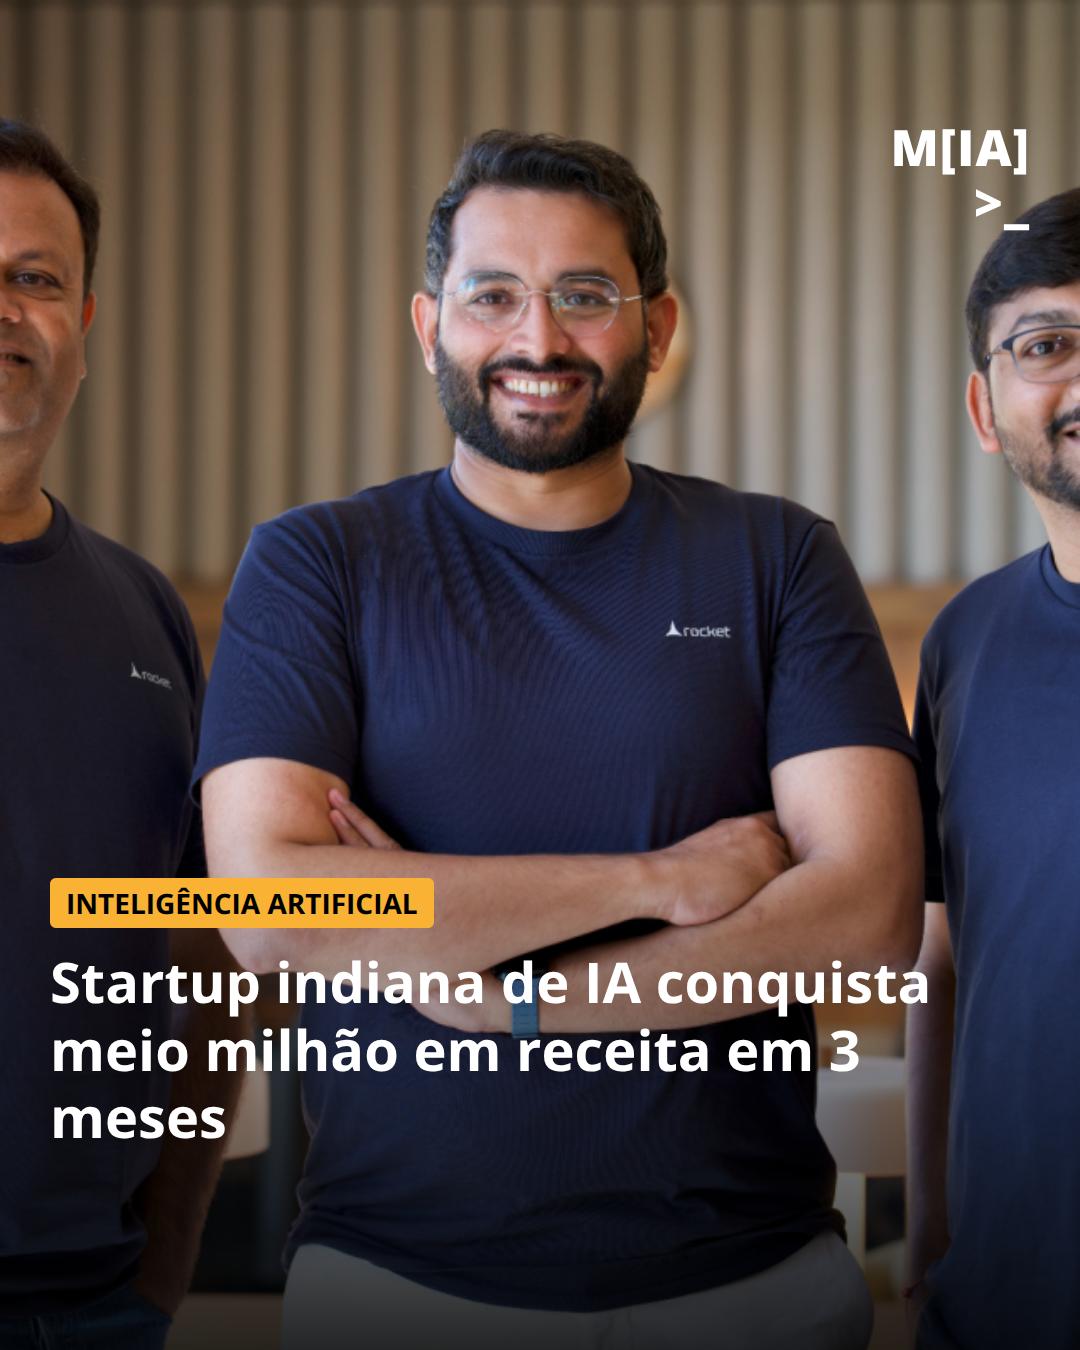 M[IA]
>_
rocket
rocket
INTELIGÊNCIA ARTIFICIAL
Startup indiana de IA conquista
meio milhão em receita em 3
meses